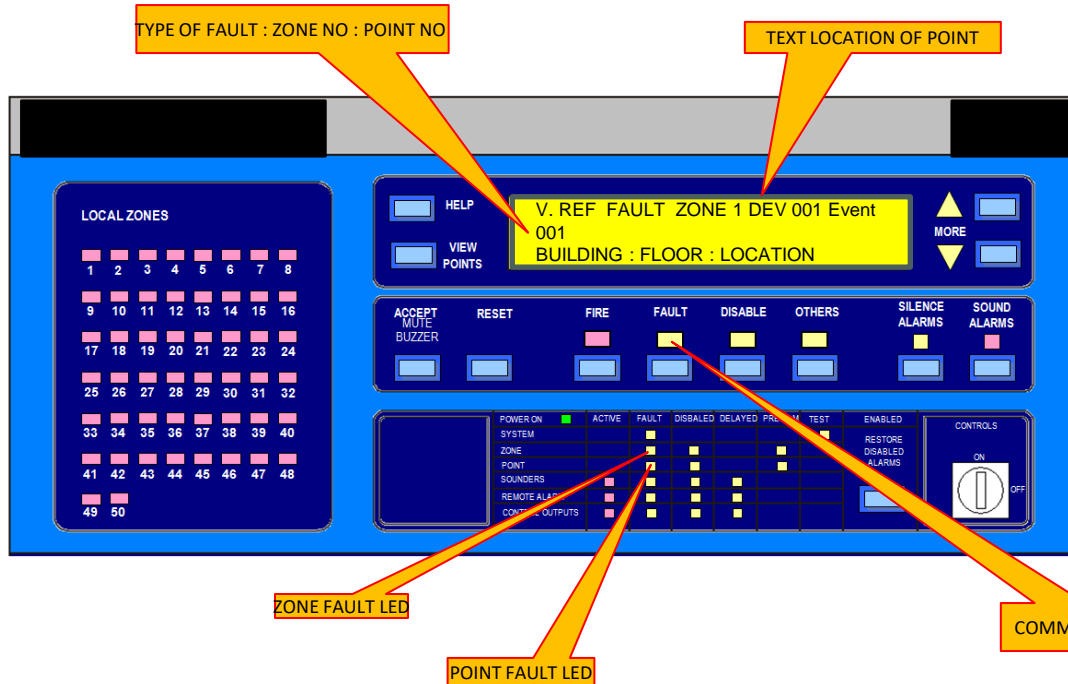 TYPE OF FAULT : ZONE NO : POINT NO
TEXT LOCATION OF POINT
LOCAL ZONES
1 2 3 4 5 6 7 8
9 10 11 12 13 14 15 16
17 18 19 20 21 22 23 24
25 26 27 28 29 30 31 32
33 34 35 36 37 38 39 40
41 42 43 44 45 46 47 48
49 50
HELP
VIEW
POINTS
V. REF FAULT ZONE 1 DEV 001 Event
001
BUILDING : FLOOR : LOCATION
MORE
ACCEPT
MUTE
BUZZER
RESET
FIRE
FAULT
DISABLE
OTHERS
SILENCE
ALARMS
SOUND
ALARMS
POWER ON ACTIVE FAULT DISBALED DELAYED TEST ENABLED
SYSTEM
ZONE
POINT
SOUNDERS
REMOTE
OUTPUTS
RESTORE
DISABLED
ALARMS
CONTROLS
ON
OFF
ZONE FAULT LED
POINT FAULT LED
COMM